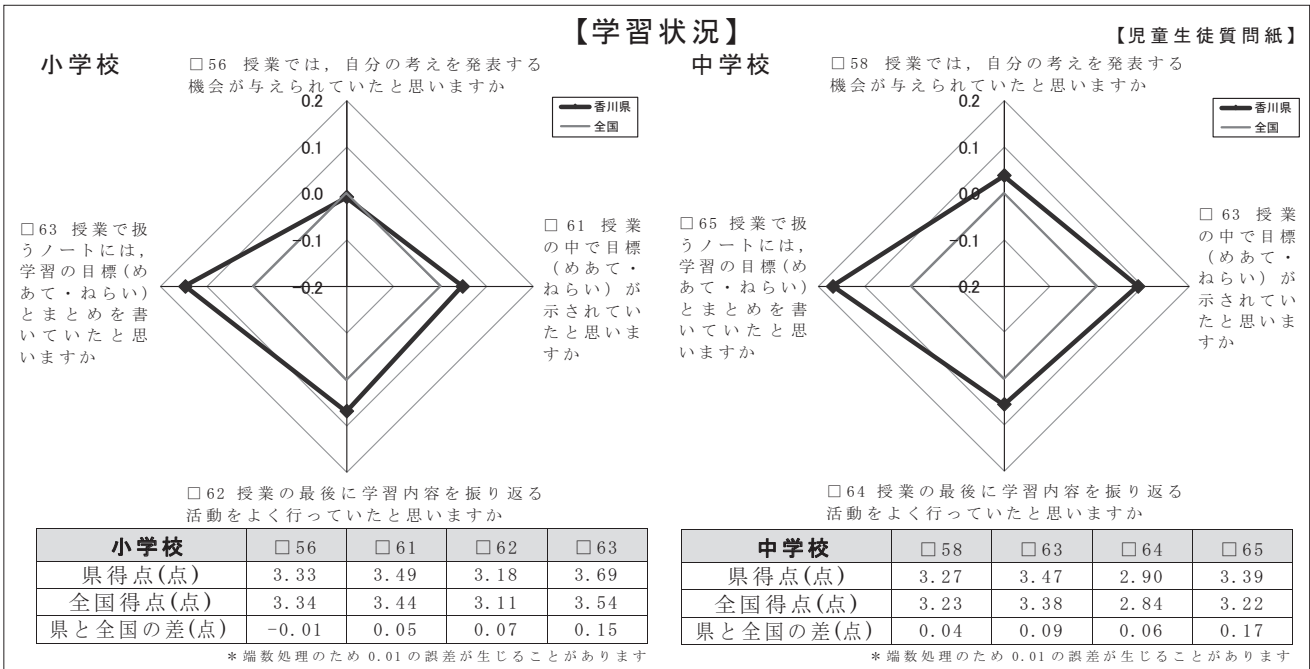 【学習状況】
【児童生徒質問紙】
小学校
□56 授業では，自分の考えを発表する
機会が与えられていたと思いますか
0.2
0.1
0.0
-0.1
-0.2
香川県
全国
□63 授業で扱
うノートには，
学習の目標(め
あて・ねらい)
とまとめを書
いていたと思
いますか
□61 授業
の中で目標
(めあて・
ねらい) が
示されてい
たと思いま
すか
□62 授業の最後に学習内容を振り返る
活動をよく行っていたと思いますか
小学校 □56 □61 □62 □63
県得点(点) 3.33 3.49 3.18 3.69
全国得点(点) 3.34 3.44 3.11 3.54
県と全国の差(点) -0.01 0.05 0.07 0.15
＊端数処理のため 0.01 の誤差が生じることがあります
中学校
□58 授業では，自分の考えを発表する
機会が与えられていたと思いますか
0.2
0.1
0.0
-0.1
-0.2
香川県
全国
□65 授業で扱
うノートには，
学習の目標(め
あて・ねらい)
とまとめを書
いていたと思
いますか
□63 授業
の中で目標
(めあて・
ねらい) が
示されてい
たと思いま
すか
□64 授業の最後に学習内容を振り返る
活動をよく行っていたと思いますか
中学校 □58 □63 □64 □65
県得点(点) 3.27 3.47 2.90 3.39
全国得点(点) 3.23 3.38 2.84 3.22
県と全国の差(点) 0.04 0.09 0.06 0.17
＊端数処理のため 0.01 の誤差が生じることがあります